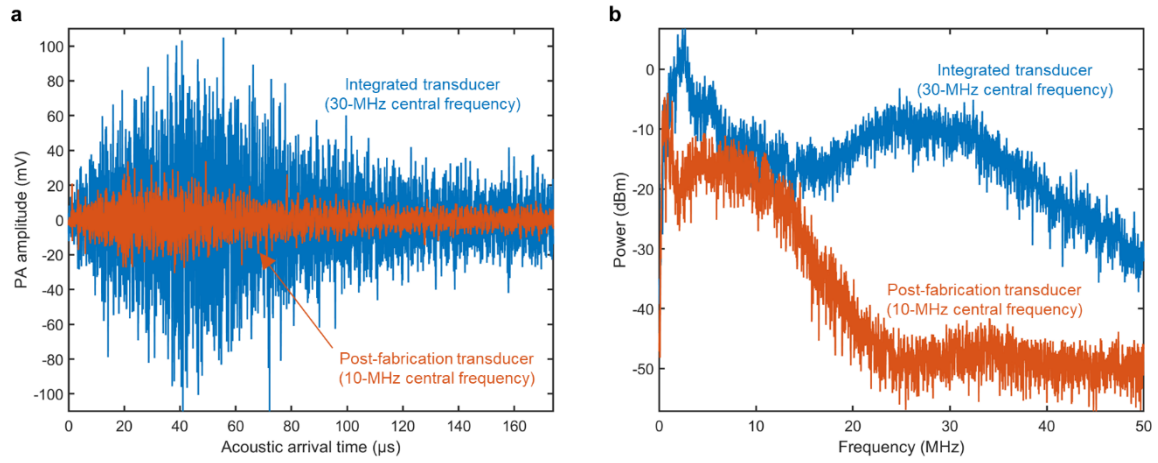 a
100
80
60
40
20
0
-20
-40
-60
-80
-100
PA amplitude (mV)
Integrated transducer
(30-MHz central frequency)
Post-fabrication transducer
(10-MHz central frequency)
0 20 40 60 80 100 120 140 160
Acoustic arrival time (µs)
b
0
-10
-20
-30
-40
-50
Power (dBm)
Integrated transducer
(30-MHz central frequency)
Post-fabrication transducer
(10-MHz central frequency)
0 10 20 30 40 50
Frequency (MHz)